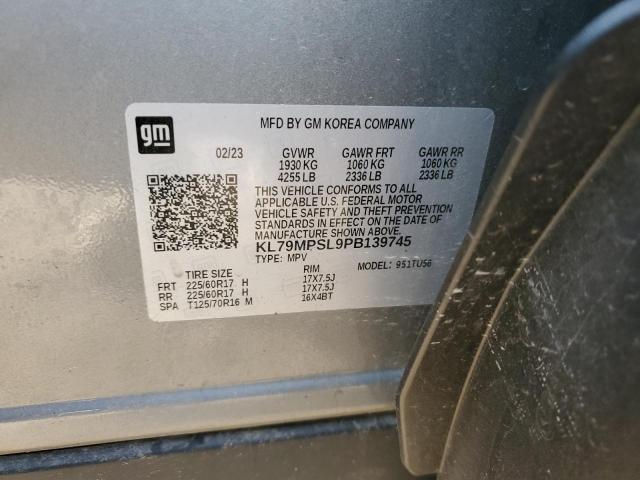 gm
MFD BY GM KOREA COMPANY
02/23 GVWR GAWR FRT GAWR RR
1930 KG 1060 KG 1060 KG
4255 LB 2336 LB 2336 LB
THIS VEHICLE CONFORMS TO ALL
APPLICABLE U.S. FEDERAL MOTOR
VEHICLE SAFETY AND THEFT PREVENTION
STANDARDS IN EFFECT ON THE DATE OF
MANUFACTURE SHOWN ABOVE.
KL79MPSL9PB139745
TYPE: MPV MODEL: 951TU56
TIRE SIZE RIM
FRT 225/60R17 H 17X7.5J
RR 225/60R17 H 17X7.5J
SPA T125/70R16 M 16X4BT